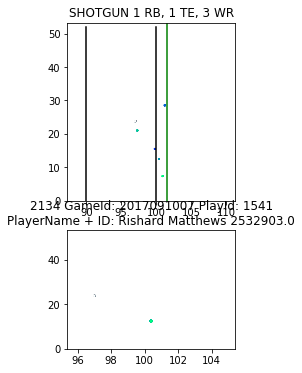 SHOTGUN 1 RB, 1 TE, 3 WR
50
40
30
20
10
0
90 95 100 105 110
2134 GameId: 2017091007 PlayId: 1541
PlayerName + ID: Rishard Matthews 2532903.0
40
20
0
96 98 100 102 104